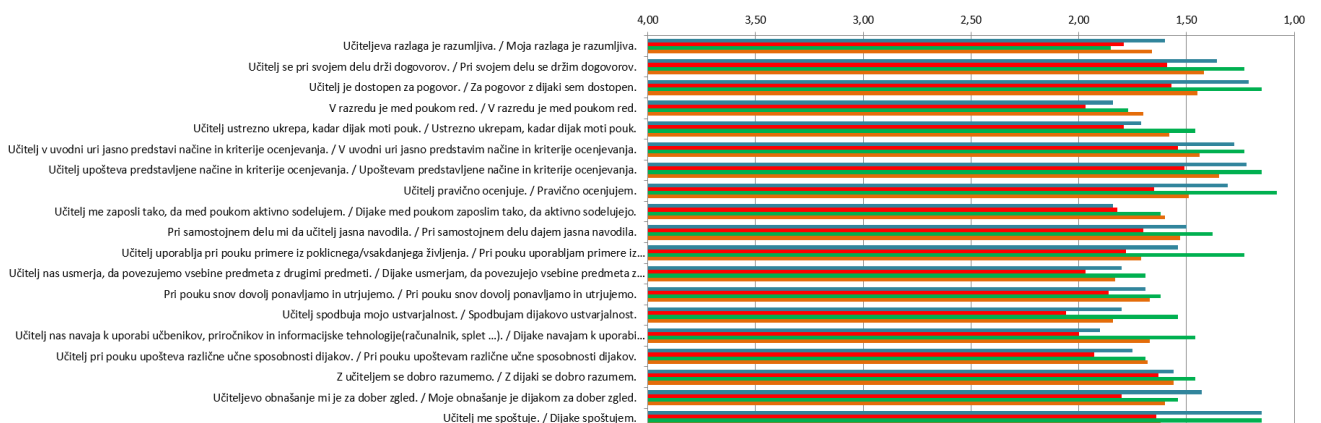 4,00 3,50 3,00 2,50 2,00 1,50 1,00
Učiteljeva razlaga je razumljiva. / Moja razlaga je razumljiva.
Učitelj se pri svojem delu drži dogovorov. / Pri svojem delu se držim dogovorov.
Učitelj je dostopen za pogovor. / Za pogovor z dijaki sem dostopen.
V razredu je med poukom red. / V razredu je med poukom red.
Učitelj ustrezno ukrepa, kadar dijak moti pouk. / Ustrezno ukrepam, kadar dijak moti pouk.
Učitelj v uvodni uri jasno predstavi načine in kriterije ocenjevanja. / V uvodni uri jasno predstavim načine in kriterije ocenjevanja.
Učitelj upošteva predstavljene načine in kriterije ocenjevanja. / Upoštevam predstavljene načine in kriterije ocenjevanja.
Učitelj pravično ocenjuje. / Pravično ocenjujem.
Učitelj me zaposli tako, da med poukom aktivno sodelujem. / Dijake med poukom zaposlim tako, da aktivno sodelujejo.
Pri samostojnem delu mi da učitelj jasna navodila. / Pri samostojnem delu dajem jasna navodila.
Učitelj uporablja pri pouku primere iz poklicnega/vsakdanjega življenja. / Pri pouku uporabljam primere iz...
Učitelj nas usmerja, da povezujemo vsebine predmeta z drugimi predmeti. / Dijake usmerjam, da povezujejo vsebine predmeta z...
Pri pouku snov dovolj ponavljamo in utrjujemo. / Pri pouku snov dovolj ponavljamo in utrjujemo.
Učitelj spodbuja mojo ustvarjalnost. / Spodbujam dijakovo ustvarjalnost.
Učitelj nas navaja k uporabi učbenikov, priročnikov in informacijske tehnologije(računalnik, splet ...). / Dijake navajam k uporabi...
Učitelj pri pouku upošteva različne učne sposobnosti dijakov. / Pri pouku upoštevam različne učne sposobnosti dijakov.
Z učiteljem se dobro razumemo. / Z dijaki se dobro razumem.
Učiteljevo obnašanje mi je za dober zgled. / Moje obnašanje je dijakom za dober zgled.
Učitelj me spoštuje. / Dijake spoštujem.